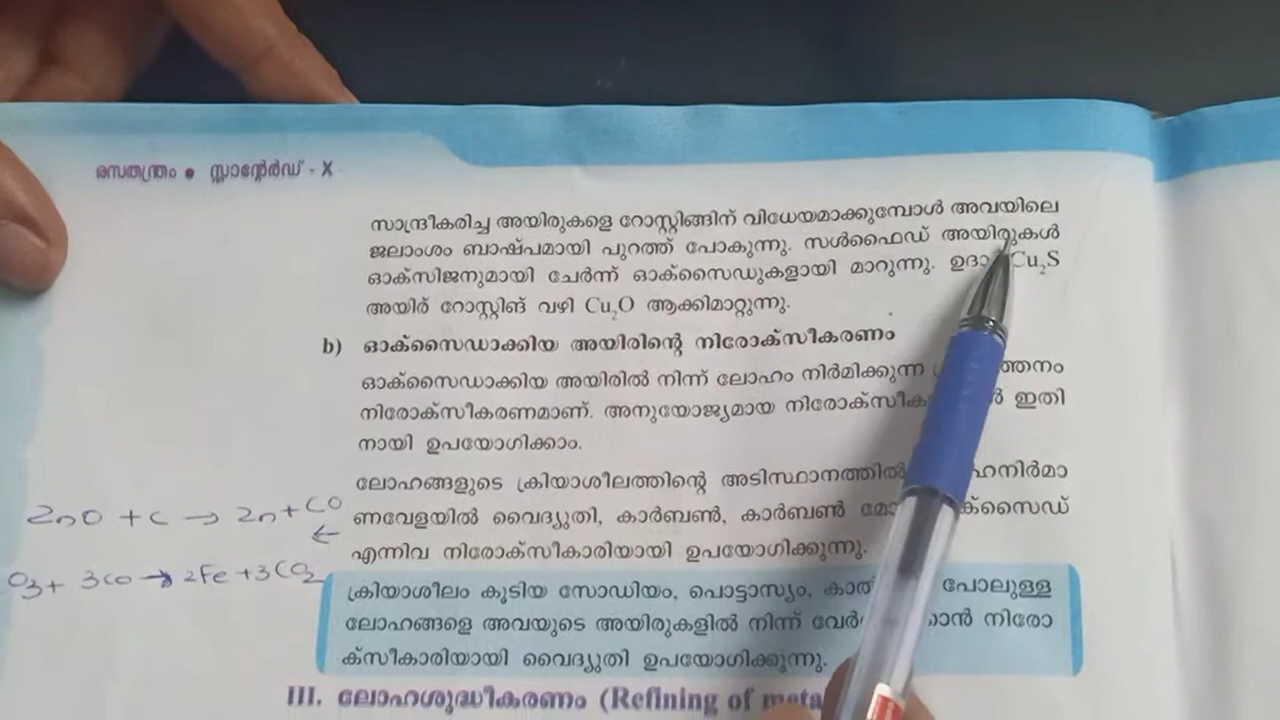 രസതന്ത്രം ● സ്റ്റാന്റേർഡ് - X
സാന്ദ്രീകരിച്ച അയിരുകളെ റോസ്റ്റിങ്ങിന് വിധേയമാക്കുമ്പോൾ അവയിലെ
ജലാംശം ബാഷ്പമായി പുറത്ത് പോകുന്നു. സൾഫൈഡ് അയിരുകൾ
ഓക്സിജനുമായി ചേർന്ന് ഓക്സൈഡുകളായി മാറുന്നു. ഉദാ Cu₂S
അയിര് റോസ്റ്റിങ് വഴി Cu₂O ആക്കിമാറ്റുന്നു.
b) ഓക്സൈഡാക്കിയ അയിരിന്റെ നിരോക്സീകരണം
ഓക്സൈഡാക്കിയ അയിരിൽ നിന്ന് ലോഹം നിർമിക്കുന്ന
നിരോക്സീകരണമാണ്. അനുയോജ്യമായ ഇതി
നായി ഉപയോഗിക്കാം.
ലോഹങ്ങളുടെ ക്രിയാശീലത്തിന്റെ അടിസ്ഥാനത്തിൽ
ണവേളയിൽ വൈദ്യുതി, കാർബൺ, കാർബൺ
എന്നിവ നിരോക്സീകാരിയായി ഉപയോഗിക്കുന്നു.
ZnO + C → Zn + CO
←
O₃ + 3CO → 2Fe + 3CO₂
ക്രിയാശീലം കൂടിയ സോഡിയം, പൊട്ടാസ്യം, പോലുള്ള
ലോഹങ്ങളെ അവയുടെ അയിരുകളിൽ നിന്ന് നിരോ
ക്സീകാരിയായി വൈദ്യുതി ഉപയോഗിക്കുന്നു.
III. ലോഹശുദ്ധീകരണം (Refining of